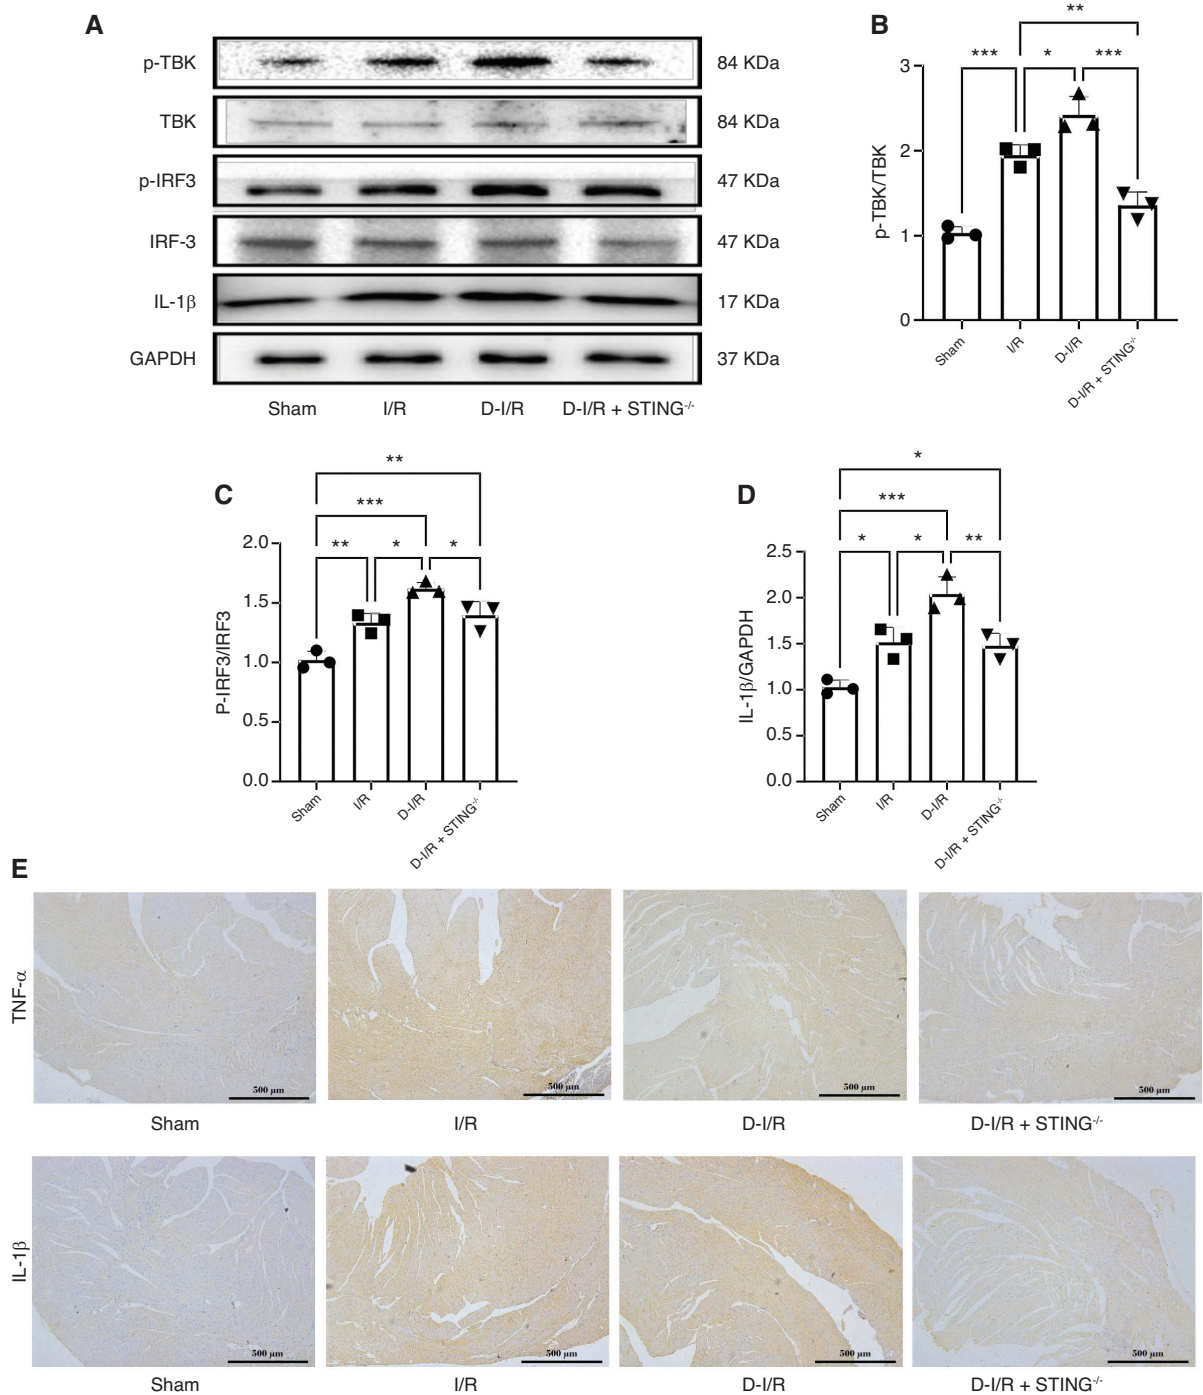 A
p-TBK 84 KDa
TBK 84 KDa
p-IRF3 47 KDa
IRF-3 47 KDa
IL-1β 17 KDa
GAPDH 37 KDa
Sham I/R D-I/R D-I/R + STING-/-
B
**
*** * ***
p-TBK/TBK
3
2
1
0
Sham I/R D-I/R D-I/R + STING-/-
C
**
***
** * *
P-IRF3/IRF3
2.0
1.5
1.0
0.5
0.0
Sham I/R D-I/R D-I/R + STING-/-
D
*
***
* * **
IL-1β/GAPDH
2.5
2.0
1.5
1.0
0.5
0.0
Sham I/R D-I/R D-I/R + STING-/-
E
TNF-α
500 μm 500 μm 500 μm 500 μm
Sham I/R D-I/R D-I/R + STING-/-
IL-1β
500 μm 500 μm 500 μm 500 μm
Sham I/R D-I/R D-I/R + STING-/-